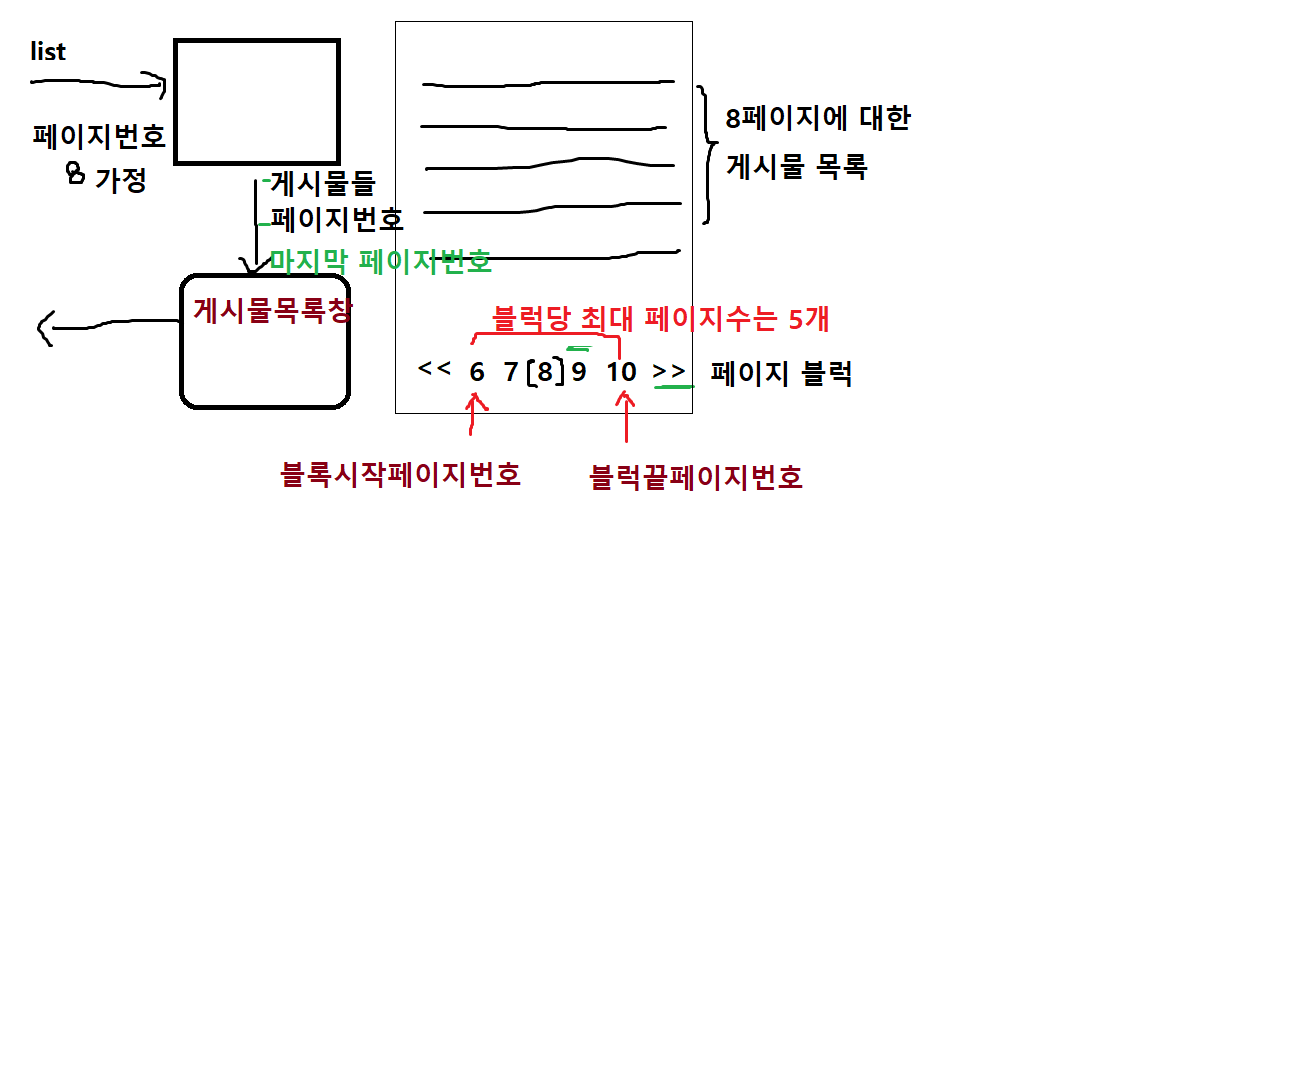 list
페이지번호
8 가정
게시물들
페이지번호
마지막 페이지번호
게시물목록창
8페이지에 대한
게시물 목록
블럭당 최대 페이지수는 5개
<< 6 7 [8] 9 10 >> 페이지 블럭
블록시작페이지번호
블럭끝페이지번호